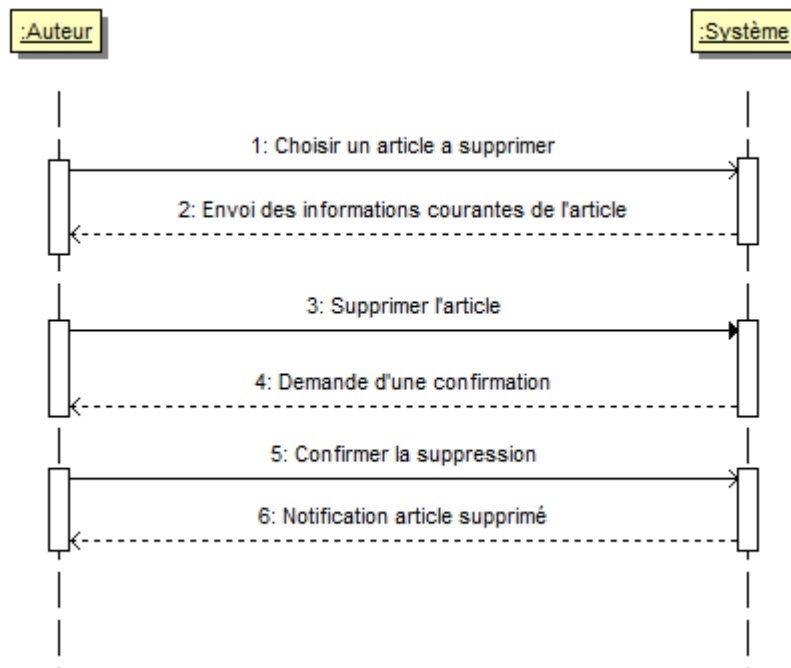 :Auteur
:Système
1: Choisir un article a supprimer
2: Envoi des informations courantes de l'article
3: Supprimer l'article
4: Demande d'une confirmation
5: Confirmer la suppression
6: Notification article supprimé